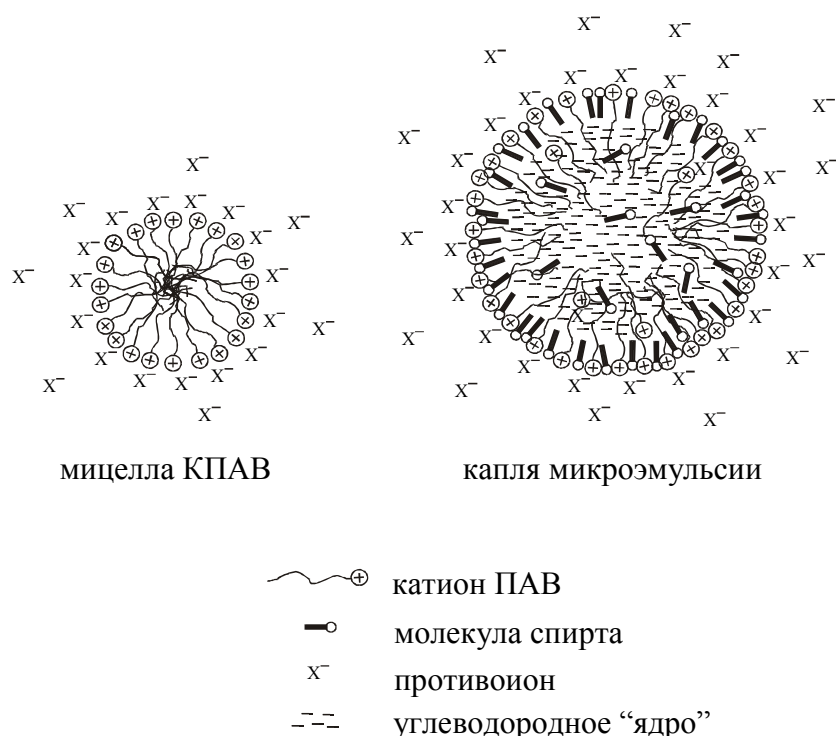 мицелла КПАВ
капля микроэмульсии
катион ПАВ
молекула спирта
X⁻ противоион
углеводородное “ядро”